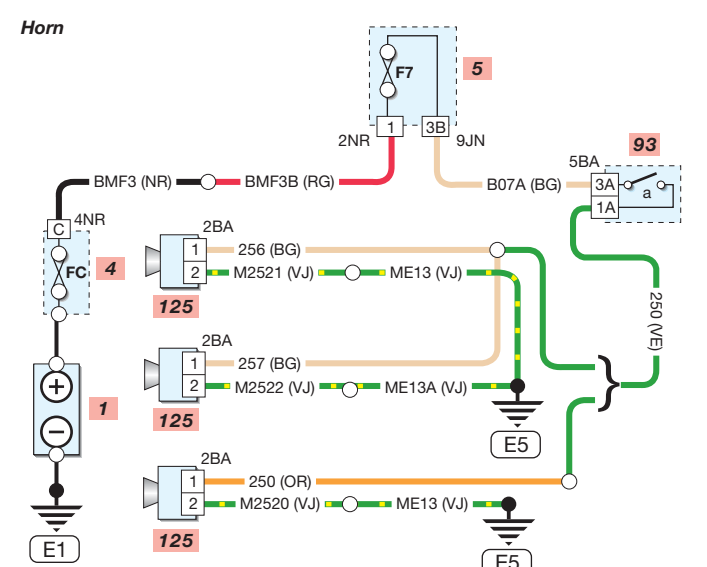 Horn
F7
5
1
3B
2NR
9JN
93
5BA
BMF3 (NR)
BMF3B (RG)
B07A (BG)
3A
a
1A
C
4NR
2BA
1
256 (BG)
FC
4
2
M2521 (VJ)
ME13 (VJ)
125
250 (VE)
2BA
1
257 (BG)
2
M2522 (VJ)
ME13A (VJ)
+
1
125
−
E5
2BA
1
250 (OR)
2
M2520 (VJ)
ME13 (VJ)
125
E1
E5